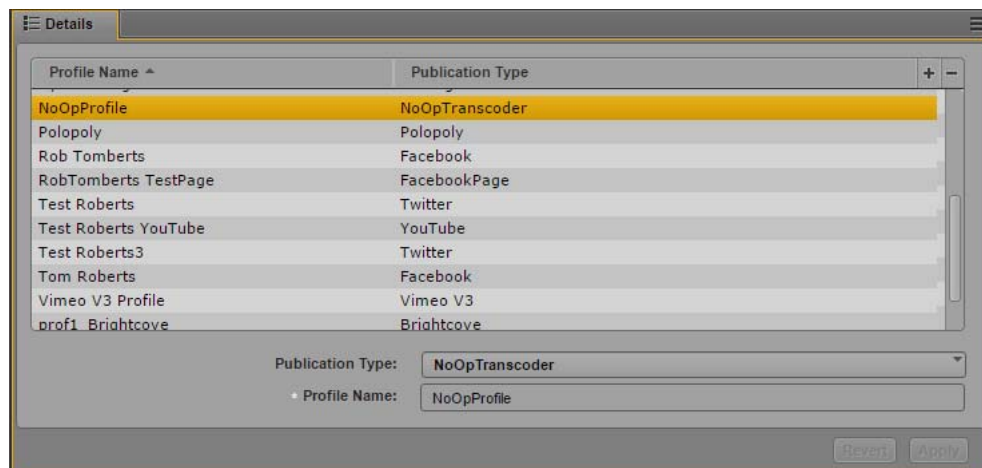 Details
Profile Name Publication Type + −
NoOpProfile NoOpTranscoder
Polopoly Polopoly
Rob Tomberts Facebook
RobTomberts TestPage FacebookPage
Test Roberts Twitter
Test Roberts YouTube YouTube
Test Roberts3 Twitter
Tom Roberts Facebook
Vimeo V3 Profile Vimeo V3
prof1 Brightcove Brightcove
Publication Type: NoOpTranscoder
Profile Name: NoOpProfile
Revert Apply